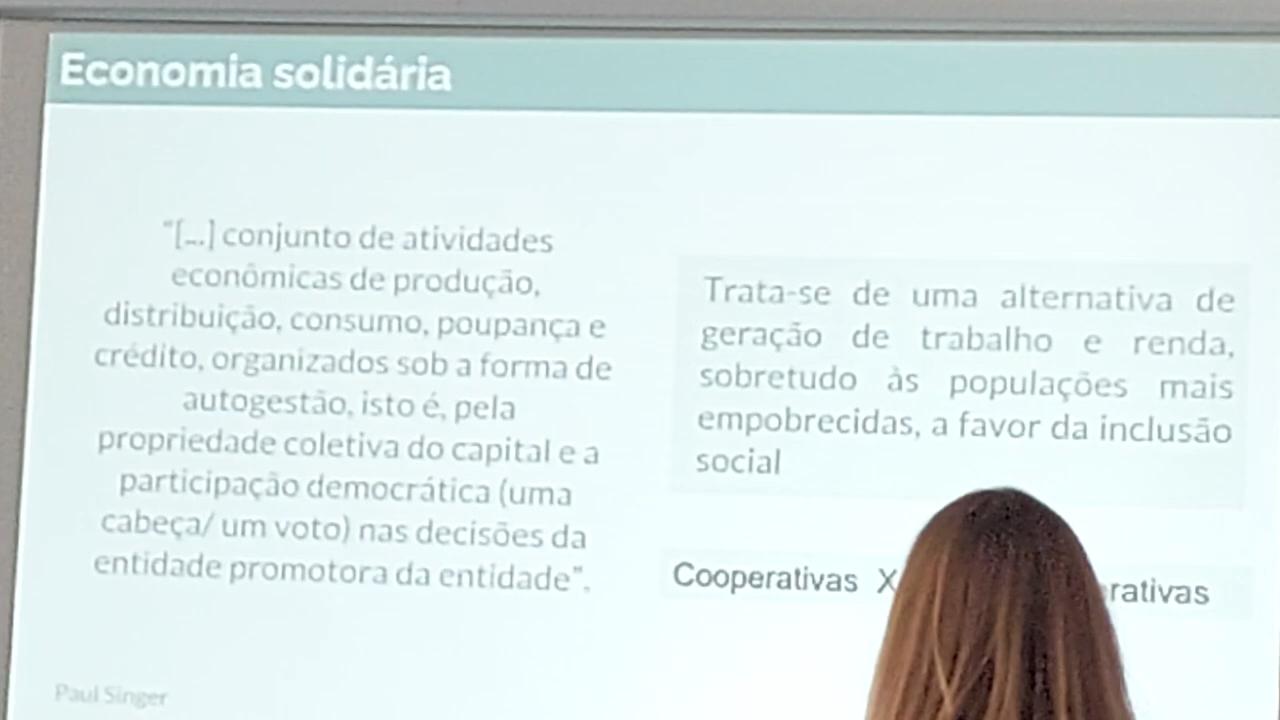 Economia solidária
"[...] conjunto de atividades
econômicas de produção,
distribuição, consumo, poupança e
crédito, organizados sob a forma de
autogestão, isto é, pela
propriedade coletiva do capital e a
participação democrática (uma
cabeça/ um voto) nas decisões da
entidade promotora da entidade".
Paul Singer
Trata-se de uma alternativa de
geração de trabalho e renda,
sobretudo às populações mais
empobrecidas, a favor da inclusão
social
Cooperativas X